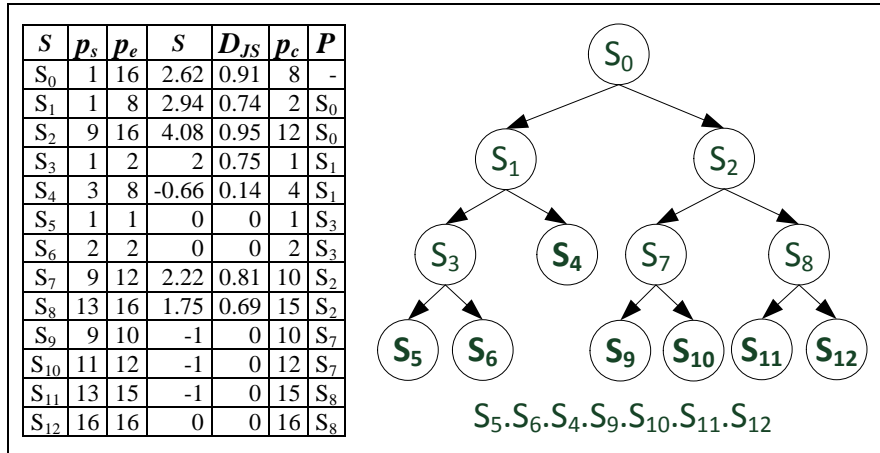 S pₛ pₑ S D_JS p_c P
S₀ 1 16 2.62 0.91 8 -
S₁ 1 8 2.94 0.74 2 S₀
S₂ 9 16 4.08 0.95 12 S₀
S₃ 1 2 2 0.75 1 S₁
S₄ 3 8 -0.66 0.14 4 S₁
S₅ 1 1 0 0 1 S₃
S₆ 2 2 0 0 2 S₃
S₇ 9 12 2.22 0.81 10 S₂
S₈ 13 16 1.75 0.69 15 S₂
S₉ 9 10 -1 0 10 S₇
S₁₀ 11 12 -1 0 12 S₇
S₁₁ 13 15 -1 0 15 S₈
S₁₂ 16 16 0 0 16 S₈
S₀
S₁ S₂
S₃ S₄ S₇ S₈
S₅ S₆ S₉ S₁₀ S₁₁ S₁₂
S₅.S₆.S₄.S₉.S₁₀.S₁₁.S₁₂